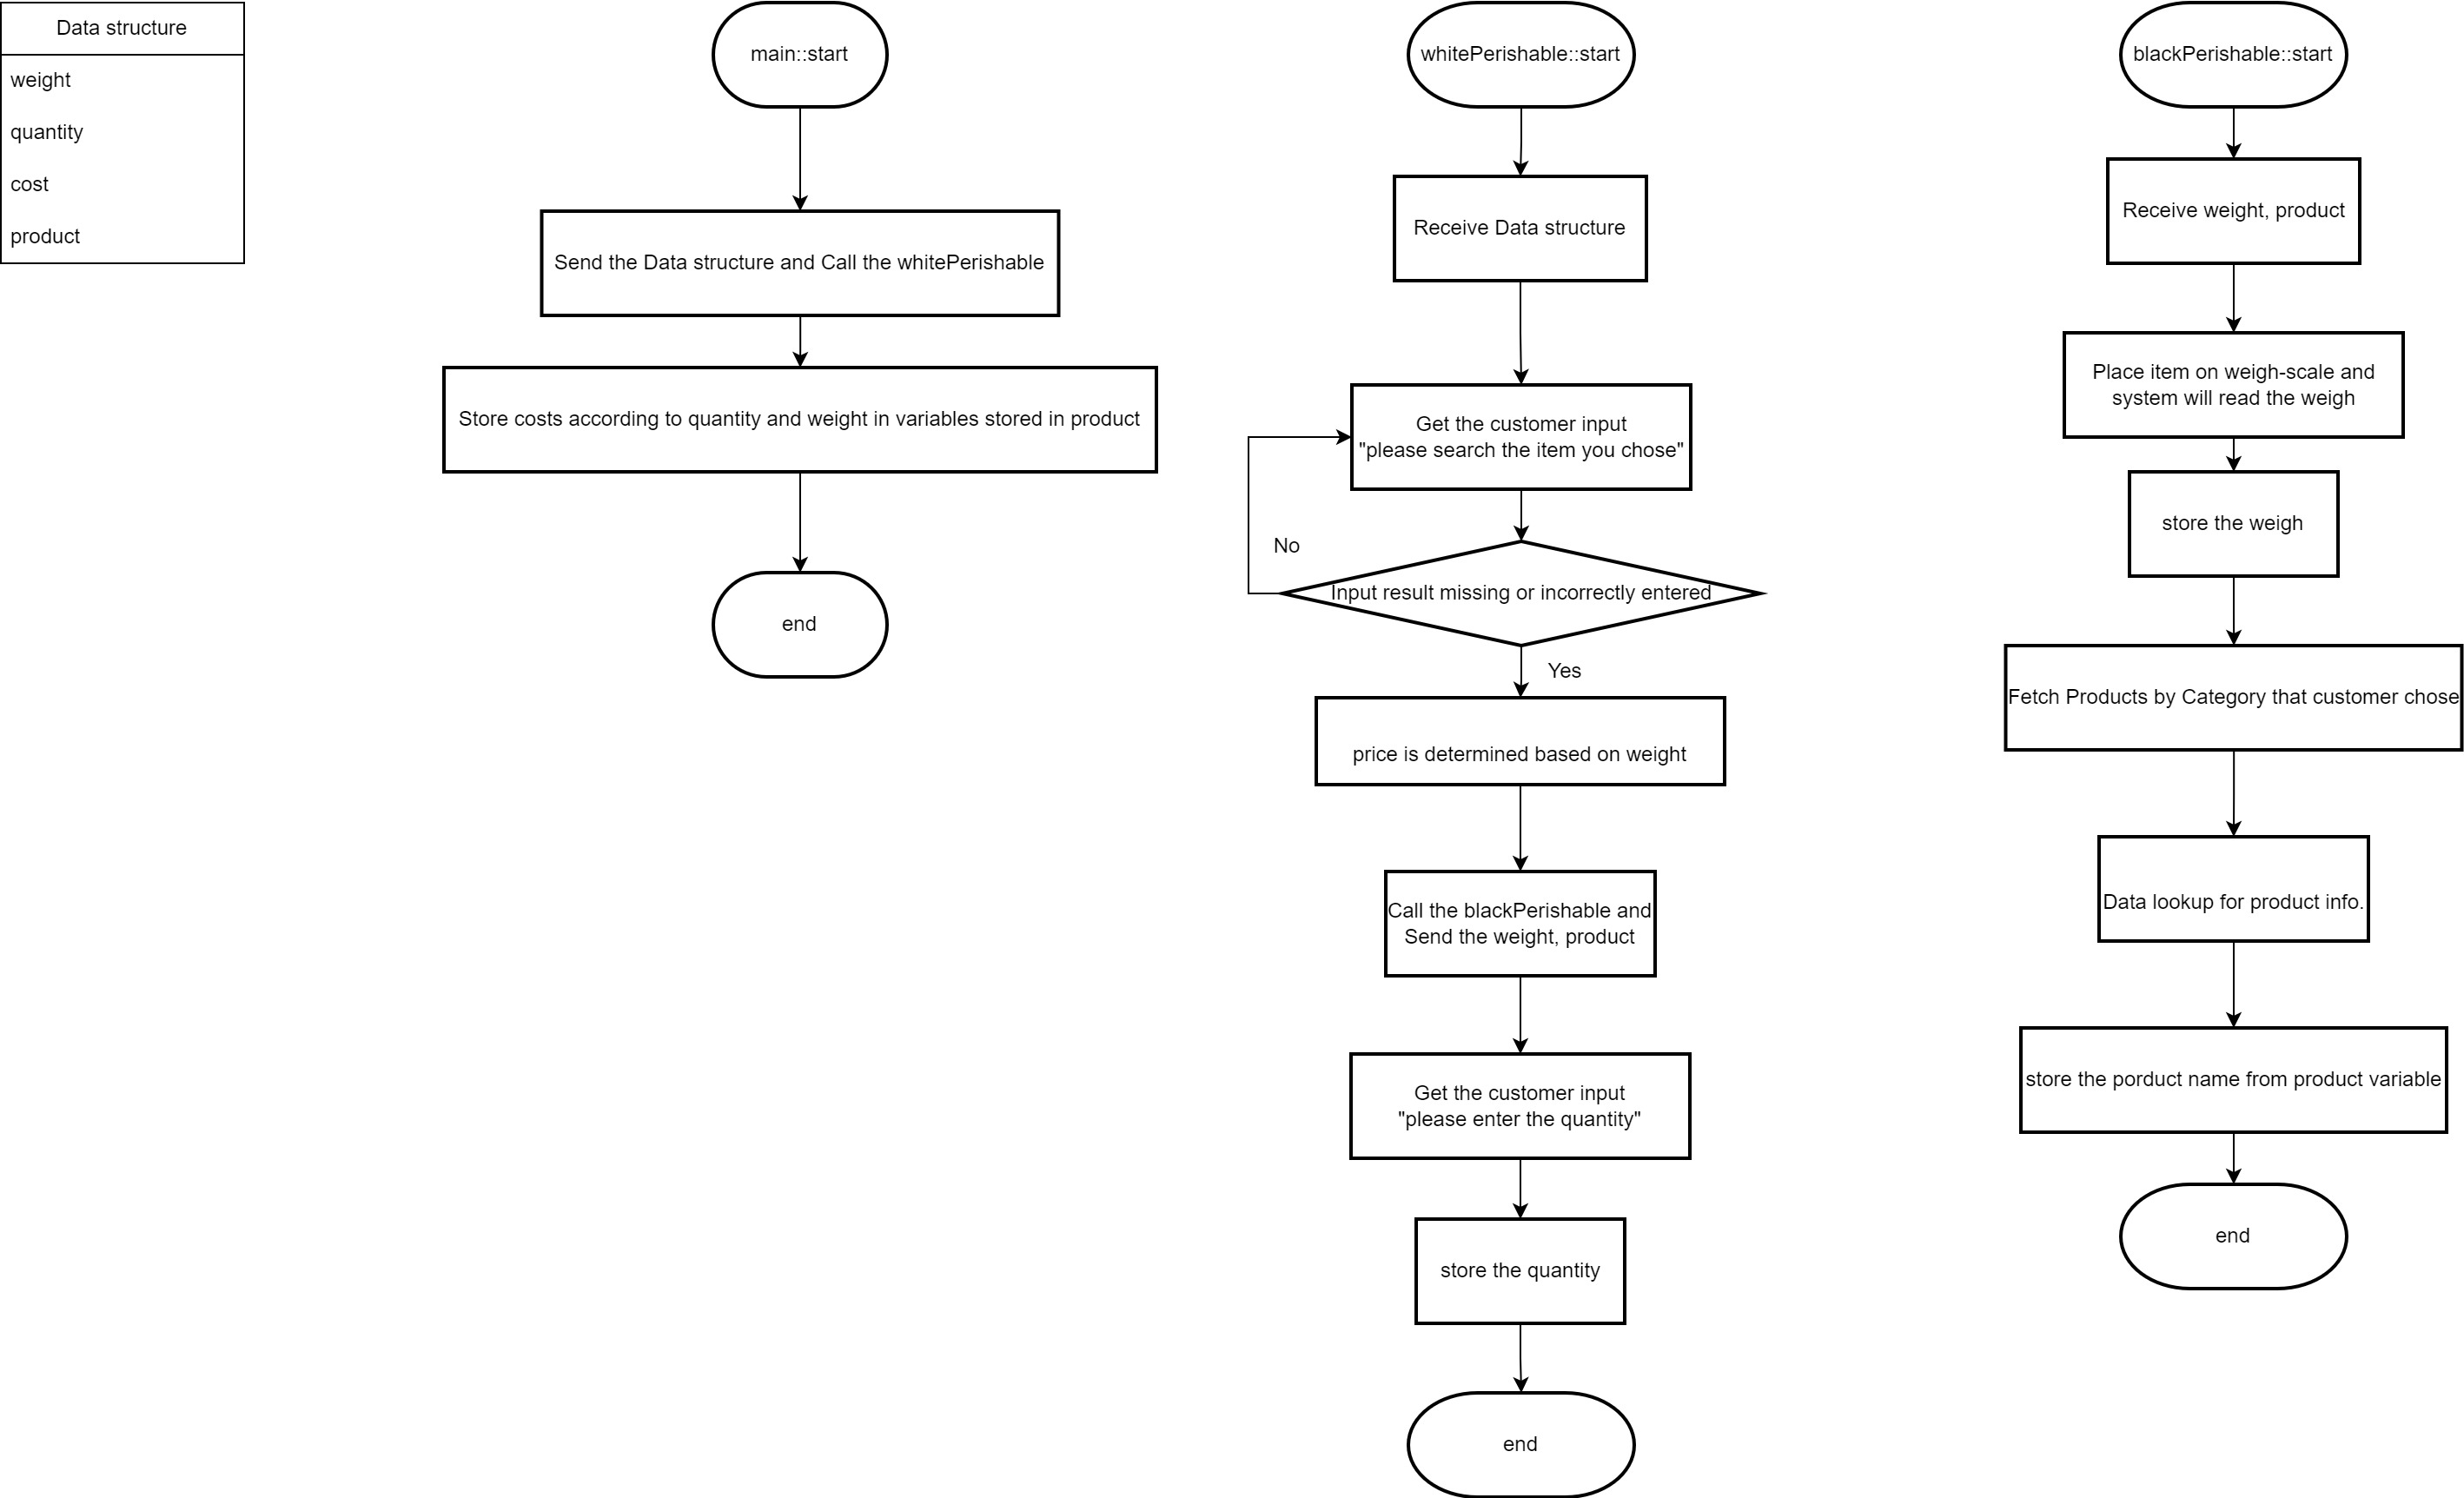 Data structure
weight
quantity
cost
product
main::start
Send the Data structure and Call the whitePerishable
Store costs according to quantity and weight in variables stored in product
end
whitePerishable::start
Receive Data structure
Get the customer input
"please search the item you chose"
No
Input result missing or incorrectly entered
Yes
price is determined based on weight
Call the blackPerishable and
Send the weight, product
Get the customer input
"please enter the quantity"
store the quantity
end
blackPerishable::start
Receive weight, product
Place item on weigh-scale and
system will read the weigh
store the weigh
Fetch Products by Category that customer chose
Data lookup for product info.
store the porduct name from product variable
end